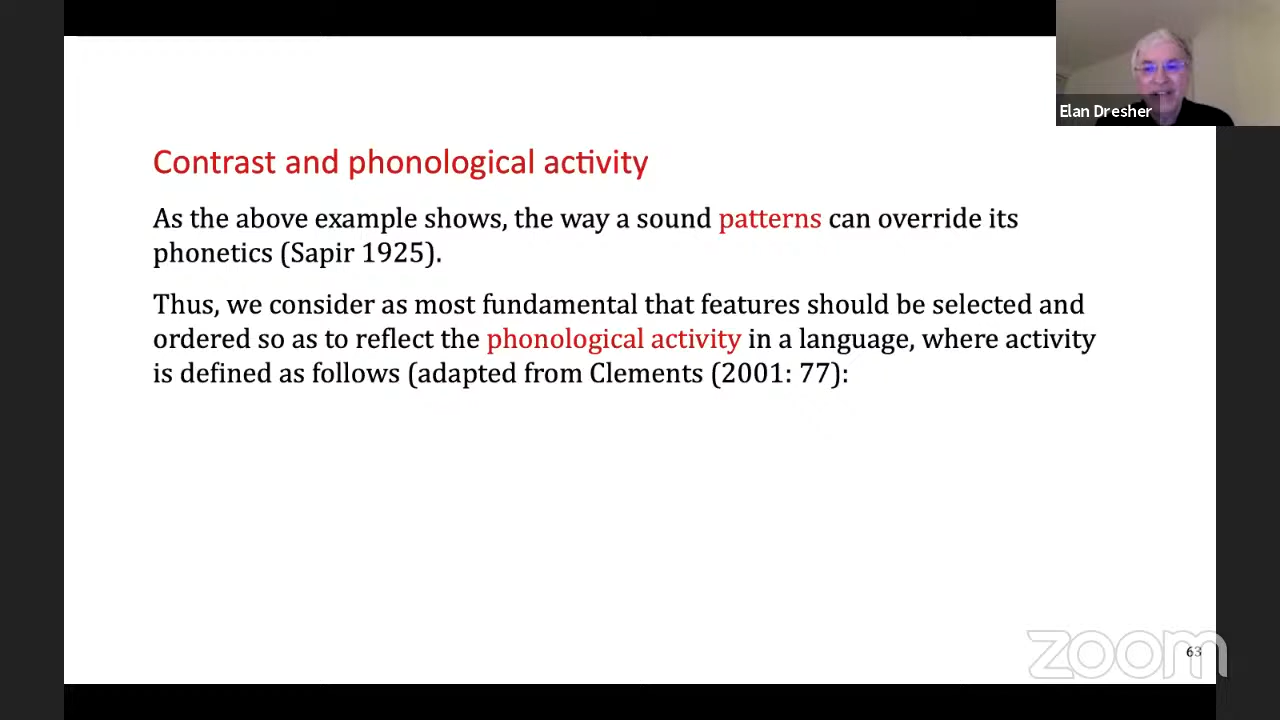 Elan Dresher
Contrast and phonological activity
As the above example shows, the way a sound patterns can override its
phonetics (Sapir 1925).
Thus, we consider as most fundamental that features should be selected and
ordered so as to reflect the phonological activity in a language, where activity
is defined as follows (adapted from Clements (2001: 77):
zoom
63